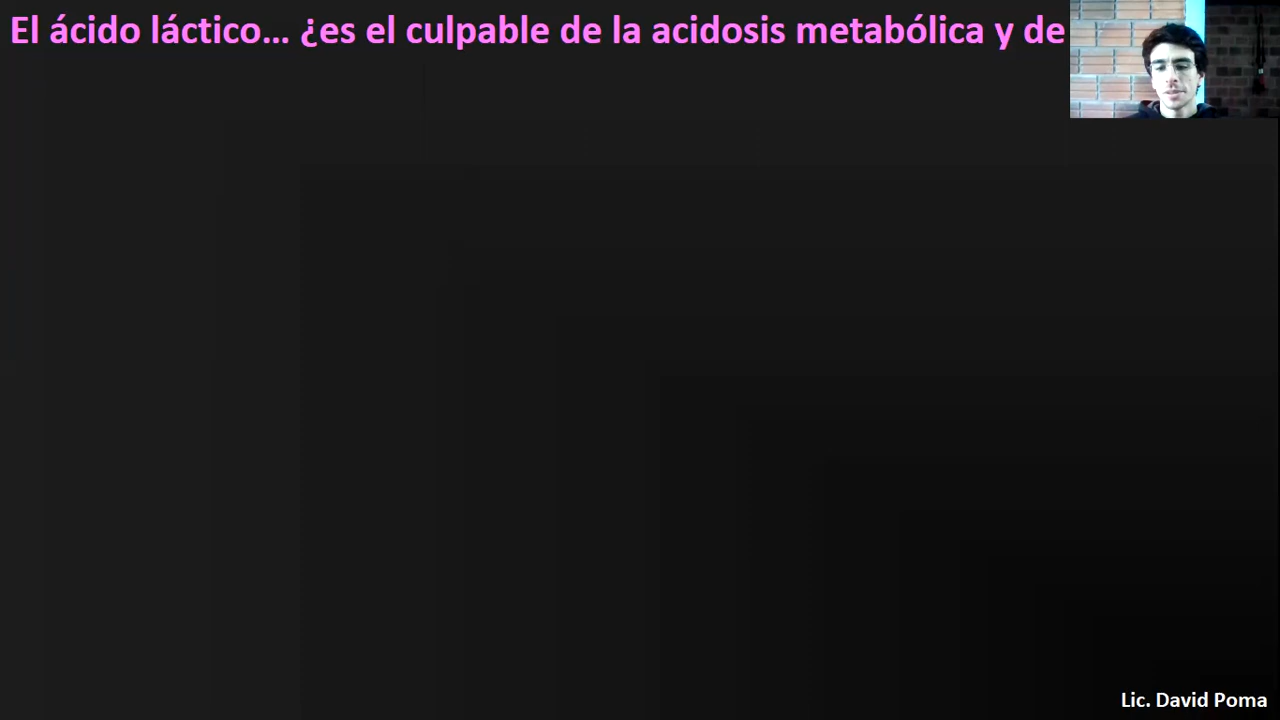 El ácido láctico... ¿es el culpable de la acidosis metabólica y de
Lic. David Poma